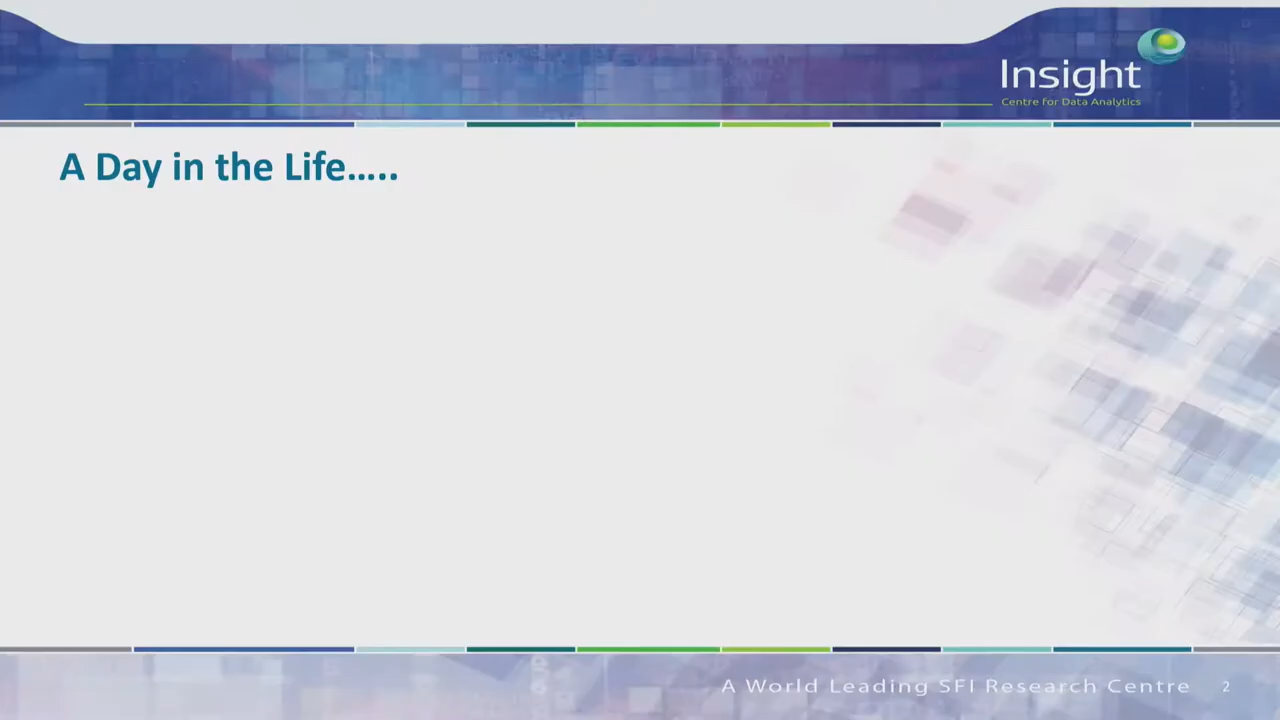 Insight
Centre for Data Analytics
A Day in the Life.....
A World Leading SFI Research Centre 2